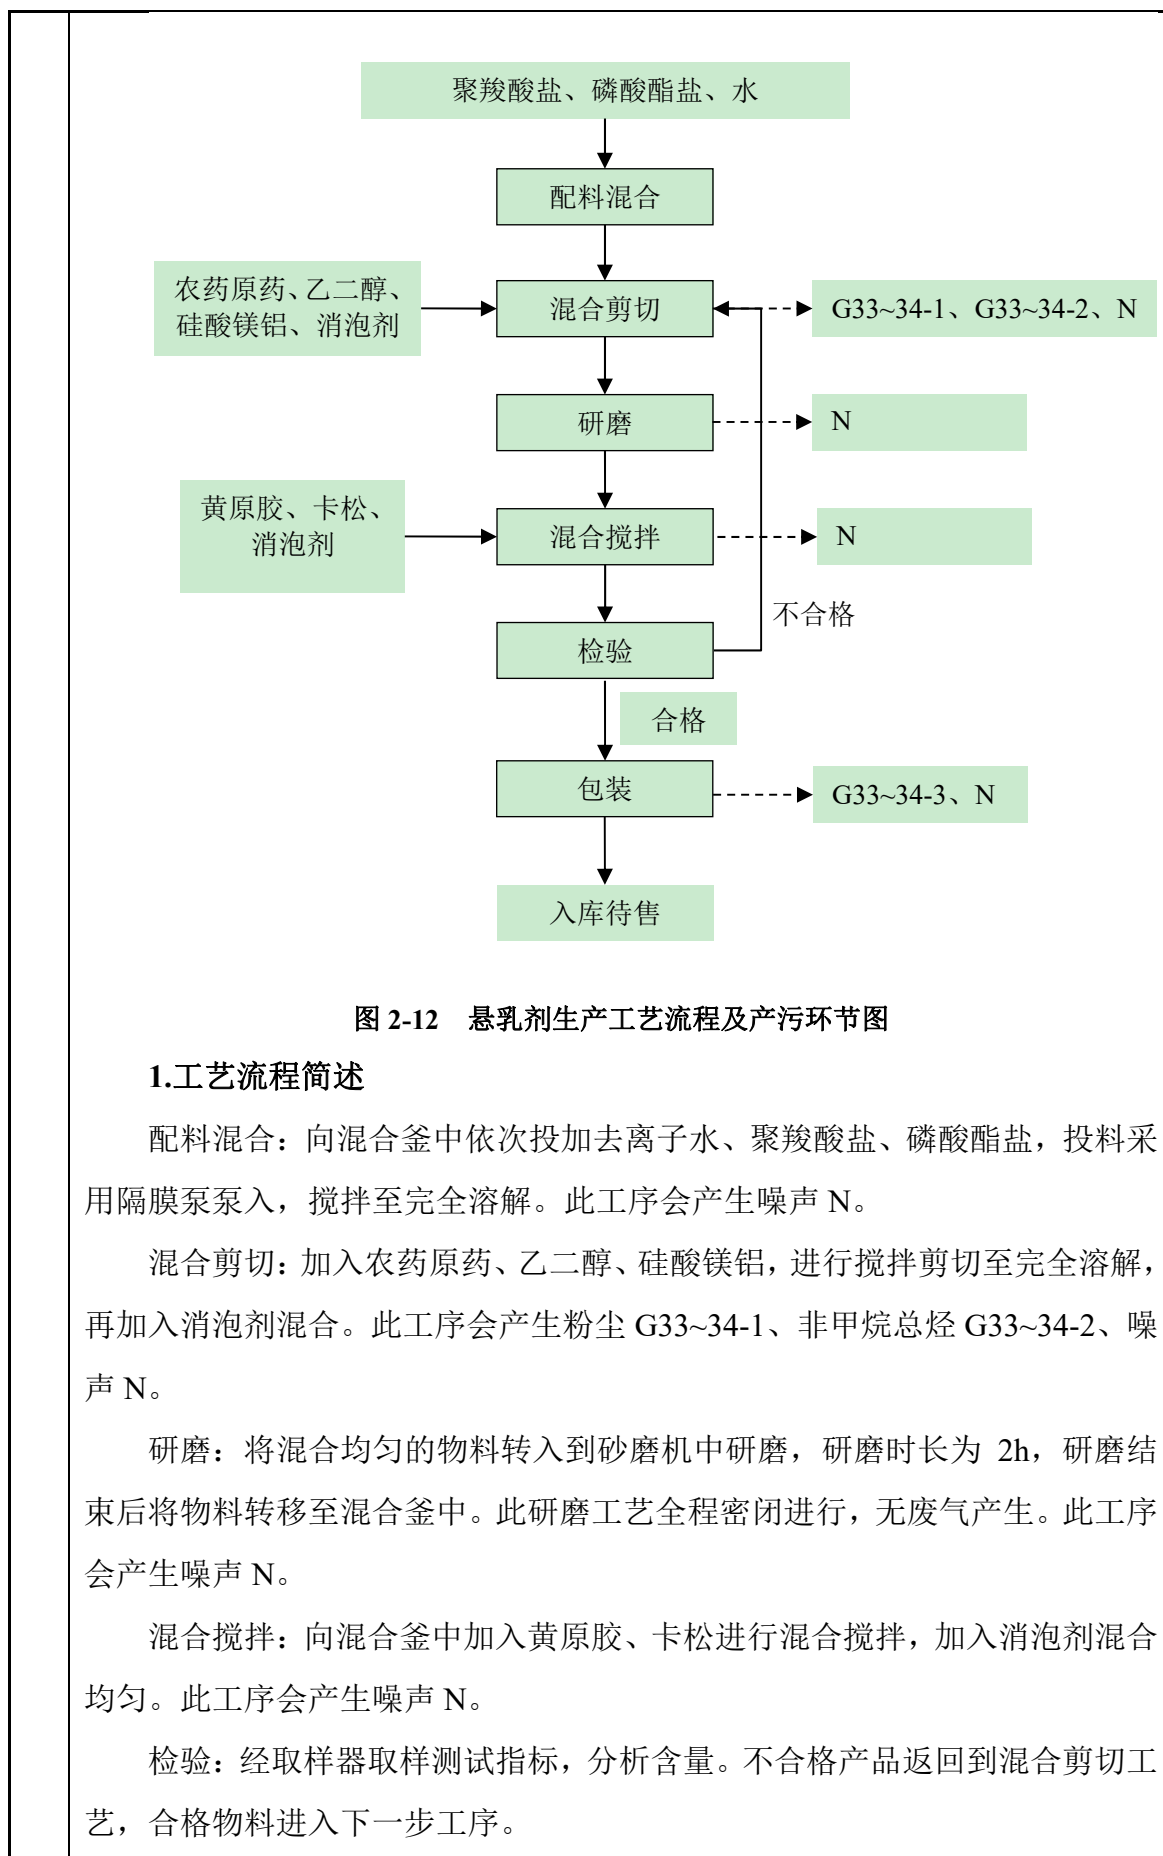 聚羧酸盐、磷酸酯盐、水
配料混合
农药原药、乙二醇、
硅酸镁铝、消泡剂
混合剪切
G33~34-1、G33~34-2、N
研磨
N
黄原胶、卡松、
消泡剂
混合搅拌
N
不合格
检验
合格
包装
G33~34-3、N
入库待售
图 2-12 悬乳剂生产工艺流程及产污环节图
1.工艺流程简述
配料混合：向混合釜中依次投加去离子水、聚羧酸盐、磷酸酯盐，投料采
用隔膜泵泵入，搅拌至完全溶解。此工序会产生噪声 N。
混合剪切：加入农药原药、乙二醇、硅酸镁铝，进行搅拌剪切至完全溶解，
再加入消泡剂混合。此工序会产生粉尘 G33~34-1、非甲烷总烃 G33~34-2、噪
声 N。
研磨：将混合均匀的物料转入到砂磨机中研磨，研磨时长为 2h，研磨结
束后将物料转移至混合釜中。此研磨工艺全程密闭进行，无废气产生。此工序
会产生噪声 N。
混合搅拌：向混合釜中加入黄原胶、卡松进行混合搅拌，加入消泡剂混合
均匀。此工序会产生噪声 N。
检验：经取样器取样测试指标，分析含量。不合格产品返回到混合剪切工
艺，合格物料进入下一步工序。